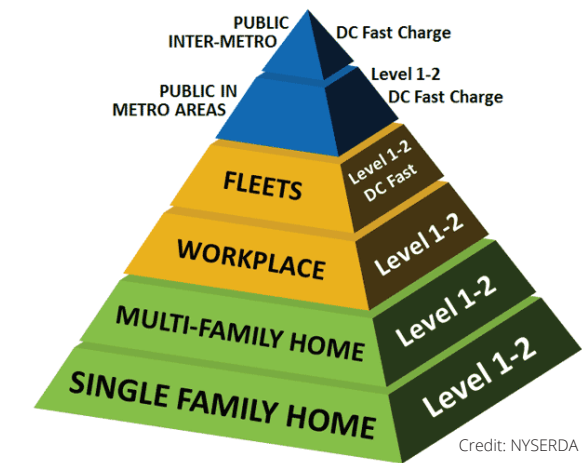 PUBLIC
INTER-METRO
DC Fast Charge
PUBLIC IN
METRO AREAS
Level 1-2
DC Fast Charge
FLEETS
Level 1-2
DC Fast
WORKPLACE
Level 1-2
MULTI-FAMILY HOME
Level 1-2
SINGLE FAMILY HOME
Level 1-2
Credit: NYSERDA